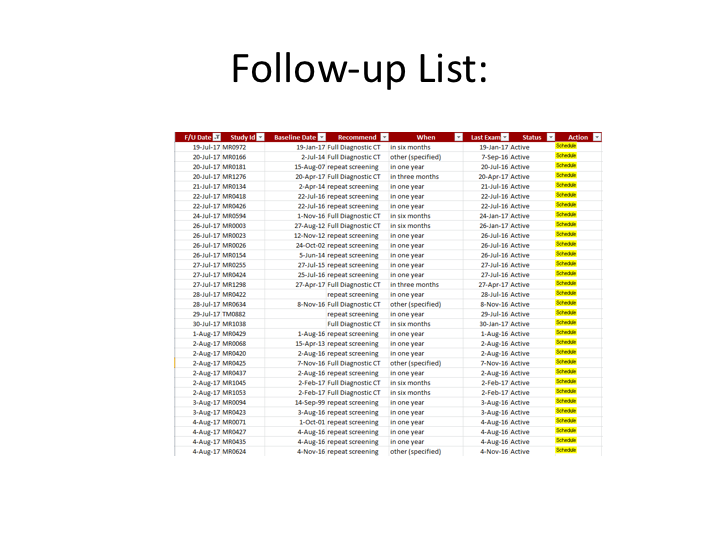 Follow-up List:
F/U Date Study Id Baseline Date Recommend When Last Exam Status Action
19-Jul-17 MR0972 19-Jan-17 Full Diagnostic CT in six months 19-Jan-17 Active Schedule
20-Jul-17 MR0166 2-Jul-14 Full Diagnostic CT other (specified) 7-Sep-16 Active Schedule
20-Jul-17 MR0181 15-Aug-07 repeat screening in one year 20-Jul-16 Active Schedule
20-Jul-17 MR1276 20-Apr-17 Full Diagnostic CT in three months 20-Apr-17 Active Schedule
21-Jul-17 MR0134 2-Apr-14 repeat screening in one year 21-Jul-16 Active Schedule
22-Jul-17 MR0418 22-Jul-16 repeat screening in one year 22-Jul-16 Active Schedule
22-Jul-17 MR0426 22-Jul-16 repeat screening in one year 22-Jul-16 Active Schedule
24-Jul-17 MR0594 1-Nov-16 Full Diagnostic CT in six months 24-Jan-17 Active Schedule
26-Jul-17 MR0003 27-Aug-12 Full Diagnostic CT in six months 26-Jan-17 Active Schedule
26-Jul-17 MR0023 12-Nov-12 repeat screening in one year 26-Jul-16 Active Schedule
26-Jul-17 MR0026 24-Oct-02 repeat screening in one year 26-Jul-16 Active Schedule
26-Jul-17 MR0154 5-Jun-14 repeat screening in one year 26-Jul-16 Active Schedule
27-Jul-17 MR0255 27-Jul-15 repeat screening in one year 27-Jul-16 Active Schedule
27-Jul-17 MR0424 25-Jul-16 repeat screening in one year 27-Jul-16 Active Schedule
27-Jul-17 MR1298 27-Apr-17 Full Diagnostic CT in three months 27-Apr-17 Active Schedule
28-Jul-17 MR0422 repeat screening in one year 28-Jul-16 Active Schedule
28-Jul-17 MR0634 8-Nov-16 Full Diagnostic CT other (specified) 8-Nov-16 Active Schedule
29-Jul-17 TM0882 repeat screening in one year 29-Jul-16 Active Schedule
30-Jul-17 MR1038 Full Diagnostic CT in six months 30-Jan-17 Active Schedule
1-Aug-17 MR0429 1-Aug-16 repeat screening in one year 1-Aug-16 Active Schedule
2-Aug-17 MR0068 15-Apr-13 repeat screening in one year 2-Aug-16 Active Schedule
2-Aug-17 MR0420 2-Aug-16 repeat screening in one year 2-Aug-16 Active Schedule
2-Aug-17 MR0425 7-Nov-16 Full Diagnostic CT other (specified) 7-Nov-16 Active Schedule
2-Aug-17 MR0437 2-Aug-16 repeat screening in one year 2-Aug-16 Active Schedule
2-Aug-17 MR1045 2-Feb-17 Full Diagnostic CT in six months 2-Feb-17 Active Schedule
2-Aug-17 MR1053 2-Feb-17 Full Diagnostic CT in six months 2-Feb-17 Active Schedule
3-Aug-17 MR0094 14-Sep-99 repeat screening in one year 3-Aug-16 Active Schedule
3-Aug-17 MR0423 3-Aug-16 repeat screening in one year 3-Aug-16 Active Schedule
4-Aug-17 MR0071 1-Oct-01 repeat screening in one year 4-Aug-16 Active Schedule
4-Aug-17 MR0427 4-Aug-16 repeat screening in one year 4-Aug-16 Active Schedule
4-Aug-17 MR0435 4-Aug-16 repeat screening in one year 4-Aug-16 Active Schedule
4-Aug-17 MR0624 4-Nov-16 repeat screening other (specified) 4-Nov-16 Active Schedule